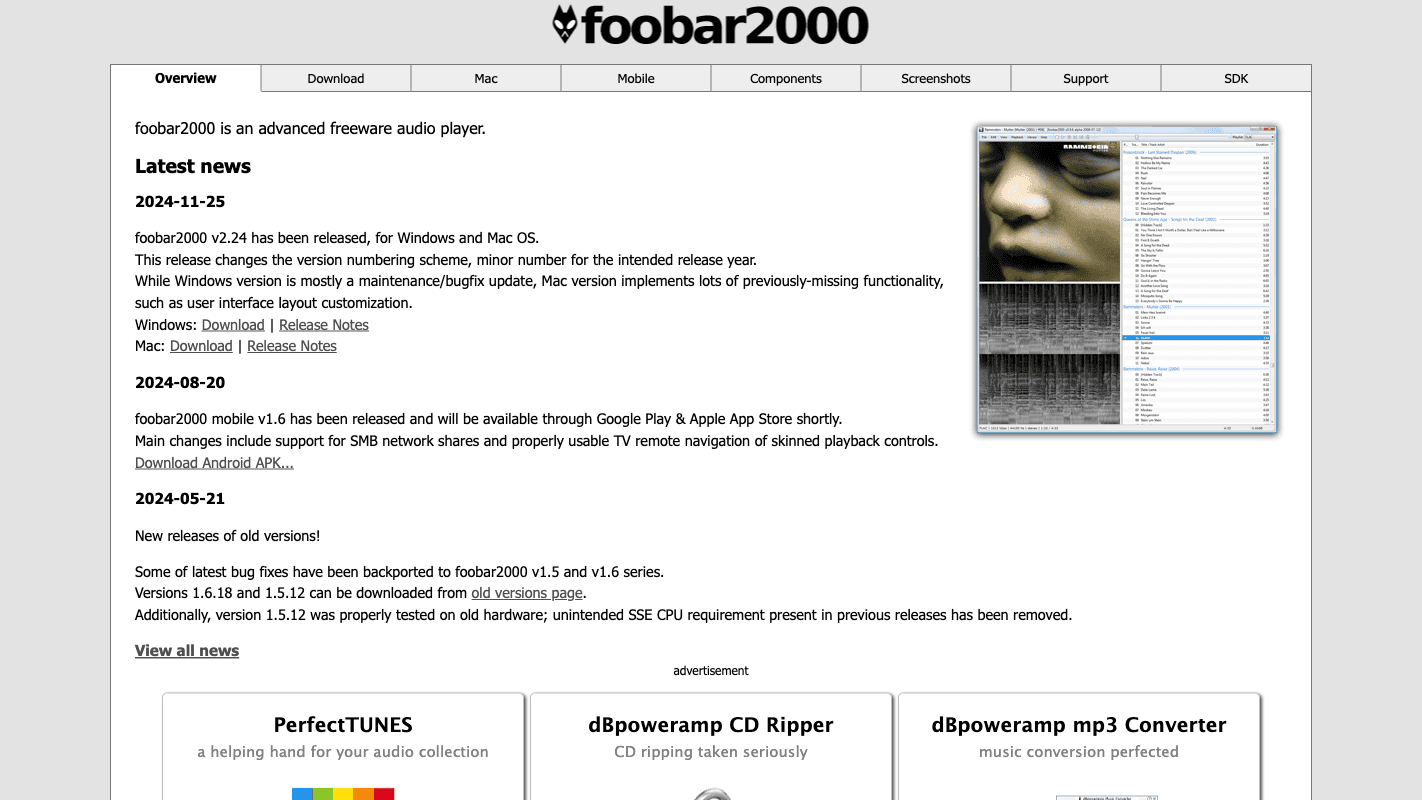 foobar2000
Overview
Download
Mac
Mobile
Components
Screenshots
Support
SDK
foobar2000 is an advanced freeware audio player.
Latest news
2024-11-25
foobar2000 v2.24 has been released, for Windows and Mac OS.
This release changes the version numbering scheme, minor number for the intended release year.
While Windows version is mostly a maintenance/bugfix update, Mac version implements lots of previously-missing functionality,
such as user interface layout customization.
Windows: Download | Release Notes
Mac: Download | Release Notes
2024-08-20
foobar2000 mobile v1.6 has been released and will be available through Google Play & Apple App Store shortly.
Main changes include support for SMB network shares and properly usable TV remote navigation of skinned playback controls.
Download Android APK...
2024-05-21
New releases of old versions!
Some of latest bug fixes have been backported to foobar2000 v1.5 and v1.6 series.
Versions 1.6.18 and 1.5.12 can be downloaded from old versions page.
Additionally, version 1.5.12 was properly tested on old hardware; unintended SSE CPU requirement present in previous releases has been removed.
View all news
advertisement
PerfectTUNES
a helping hand for your audio collection
dBpoweramp CD Ripper
CD ripping taken seriously
dBpoweramp mp3 Converter
music conversion perfected
RAMMSTEIN